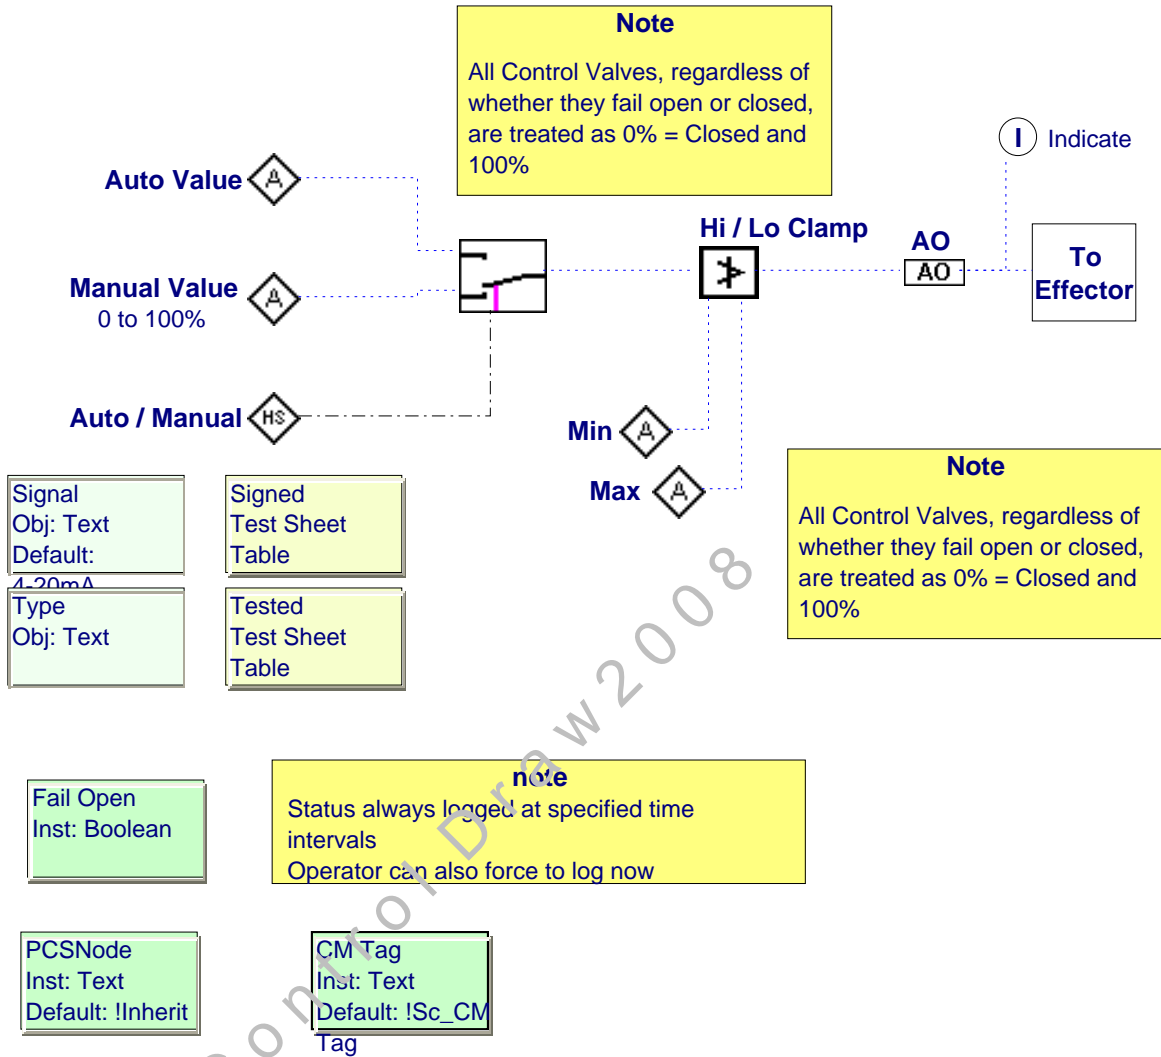 Note
All Control Valves, regardless of
whether they fail open or closed,
are treated as 0% = Closed and
100%
I Indicate
Auto Value A
Hi / Lo Clamp
AO
AO
To
Effector
Manual Value A
0 to 100%
Auto / Manual HS
Min A
Max A
Note
All Control Valves, regardless of
whether they fail open or closed,
are treated as 0% = Closed and
100%
Signal
Obj: Text
Default:
4-20mA
Signed
Test Sheet
Table
Type
Obj: Text
Tested
Test Sheet
Table
Fail Open
Inst: Boolean
note
Status always logged at specified time
intervals
Operator can also force to log now
PCSNode
Inst: Text
Default: !Inherit
CM Tag
Inst: Text
Default: !Sc_CM
Tag
ontrol Draw2008